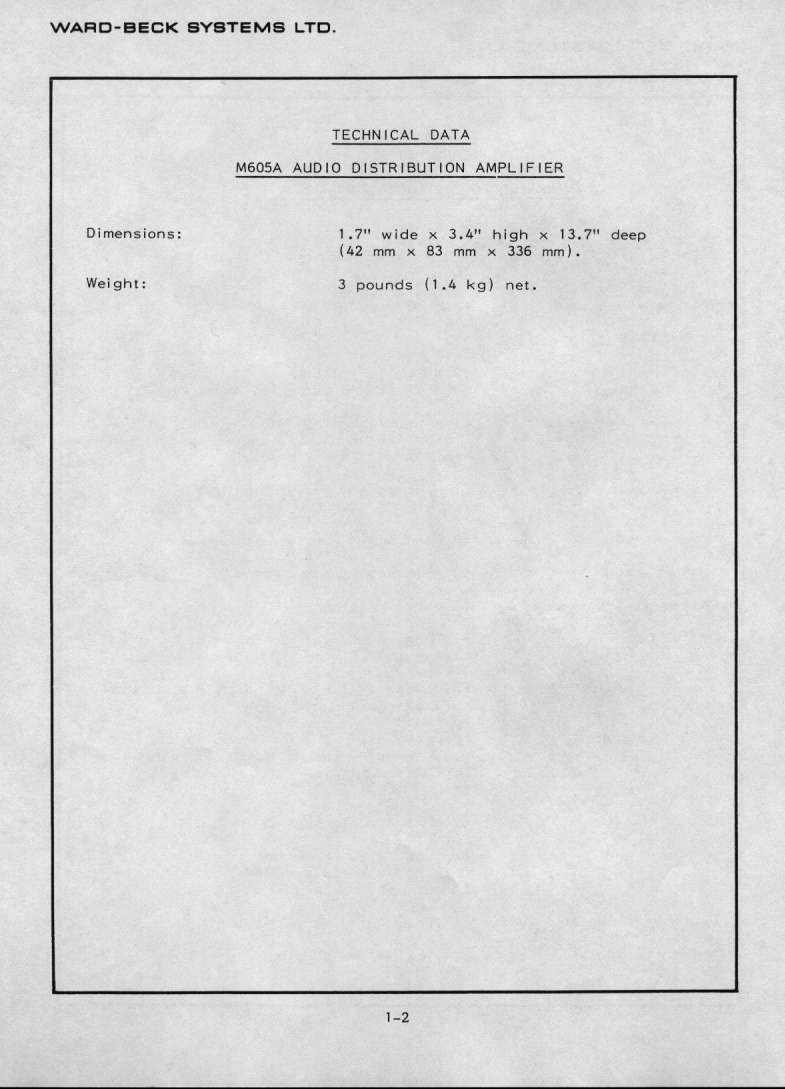 WARD-BECK SYSTEMS LTD.
TECHNICAL DATA
M605A AUDIO DISTRIBUTION AMPLIFIER
Dimensions: 1.7" wide x 3.4" high x 13.7" deep
(42 mm x 83 mm x 336 mm).
Weight: 3 pounds (1.4 kg) net.
1-2